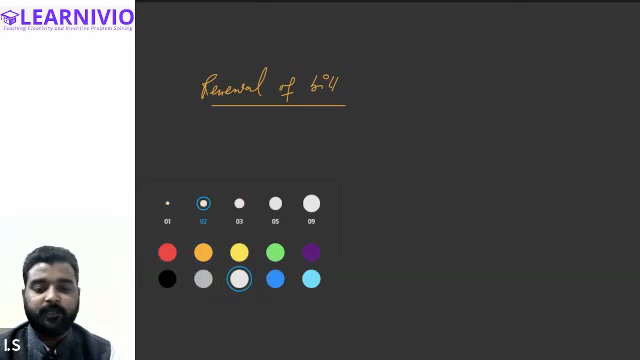 LEARNIVIO
Teaching Creativity and Inventive Problem Solving
Renewal of bill
01 02 03 05 09
I.S